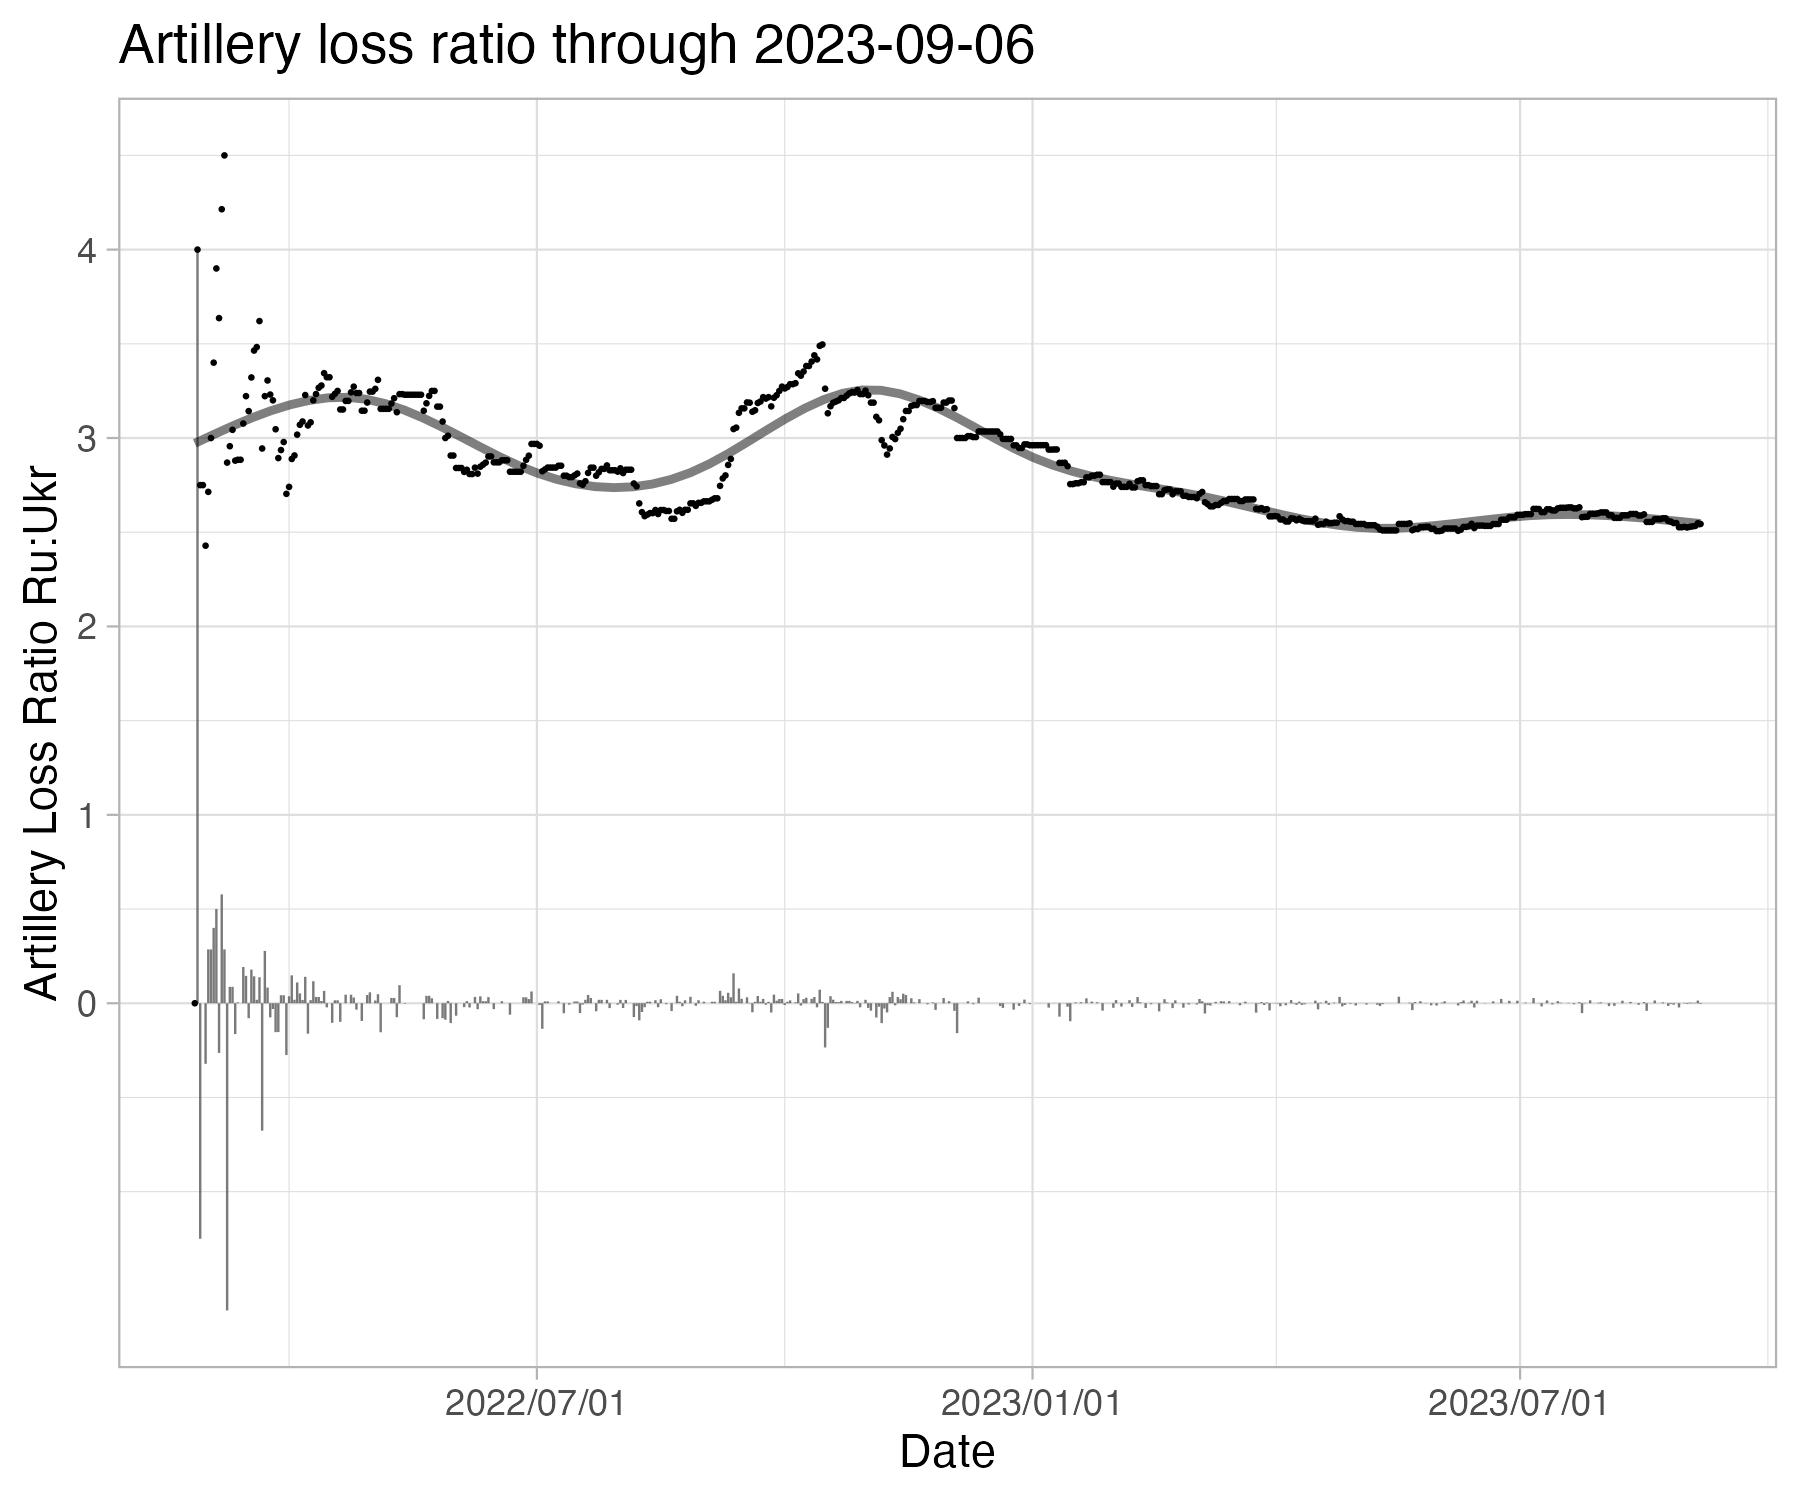 Artillery loss ratio through 2023-09-06
Artillery Loss Ratio Ru:Ukr
4
3
2
1
0
2022/07/01
2023/01/01
2023/07/01
Date